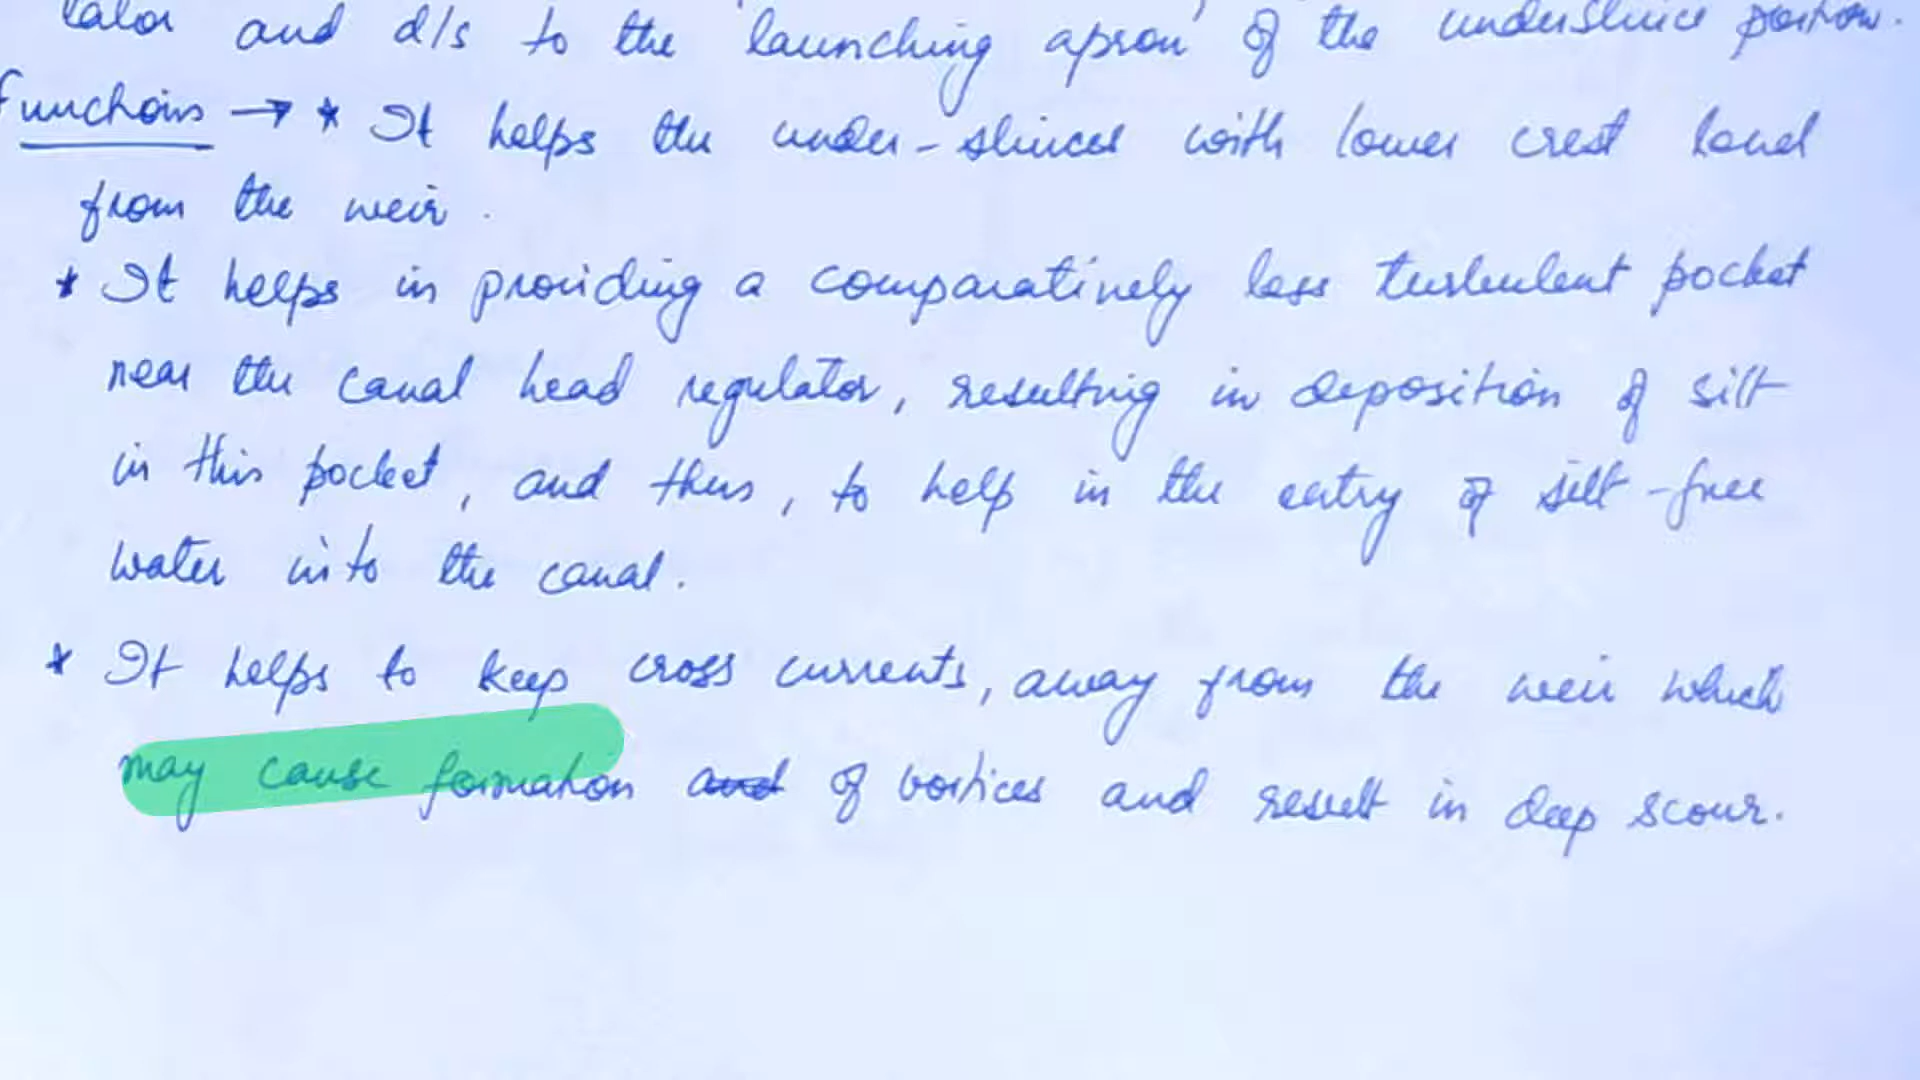 lator and d/s to the 'launching apron' of the undersluice portion.
Functions → * It helps the under-sluices with lower crest level
from the weir.
* It helps in providing a comparatively less turbulent pocket
near the canal head regulator, resulting in deposition of silt
in this pocket, and thus, to help in the entry of silt-free
water into the canal.
* It helps to keep cross currents, away from the weir which
may cause formation and of vortices and result in deep scour.